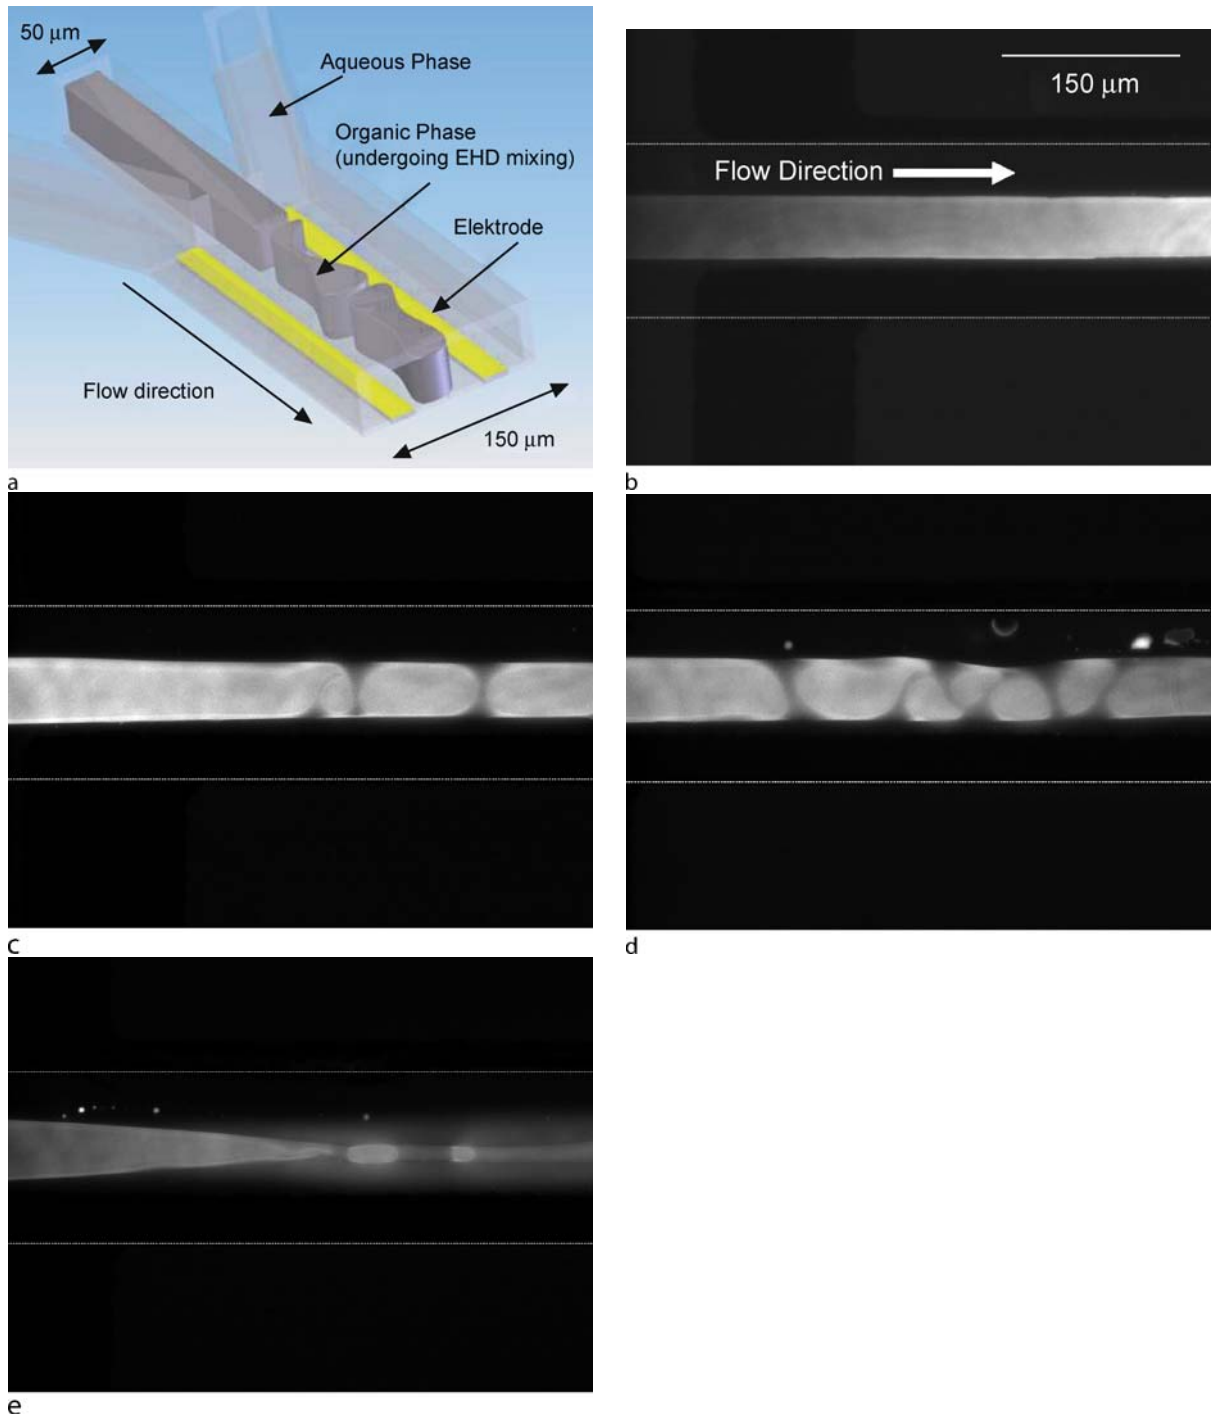 50 μm
Aqueous Phase
Organic Phase
(undergoing EHD mixing)
Elektrode
Flow direction
150 μm
a
150 μm
Flow Direction
b
c
d
e